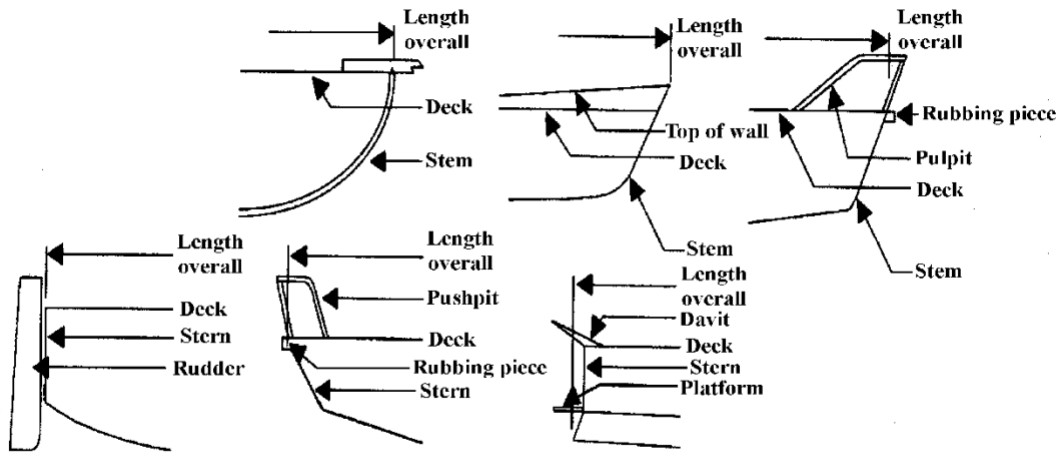 Length
overall
Deck
Stem
Length
overall
Top of wall
Deck
Stem
Length
overall
Rubbing piece
Pulpit
Deck
Stem
Length
overall
Deck
Stern
Rudder
Length
overall
Pushpit
Deck
Rubbing piece
Stern
Length
overall
Davit
Deck
Stern
Platform